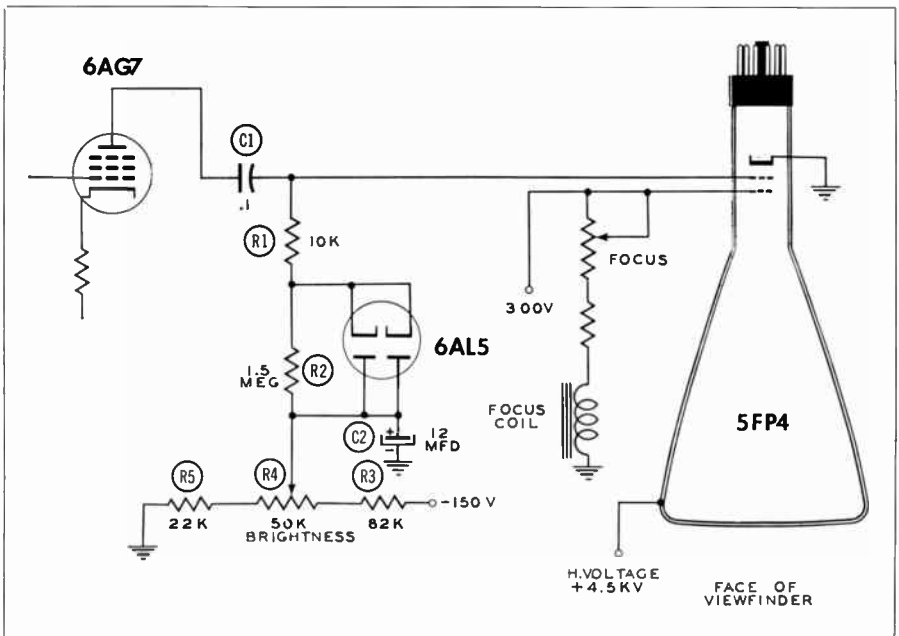 6AG7
C1
.1
R1
10K
FOCUS
300V
6AL5
1.5
MEG
R2
FOCUS
COIL
5FP4
C2
+
-
12
MFD
R5
R4
R3
-150 V
22K
50K
82K
BRIGHTNESS
H.VOLTAGE
+4.5KV
FACE OF
VIEWFINDER